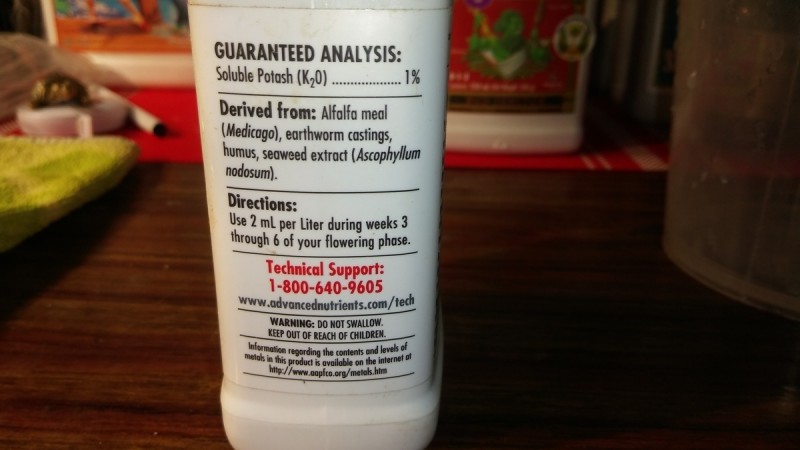 GUARANTEED ANALYSIS:
Soluble Potash (K₂O) ................... 1%
Derived from: Alfalfa meal
(Medicago), earthworm castings,
humus, seaweed extract (Ascophyllum
nodosum).
Directions:
Use 2 mL per Liter during weeks 3
through 6 of your flowering phase.
Technical Support:
1-800-640-9605
www.advancednutrients.com/tech
WARNING: DO NOT SWALLOW.
KEEP OUT OF REACH OF CHILDREN.
Information regarding the contents and levels of
metals in this product is available on the internet at
http://www.aapfco.org/metals.htm